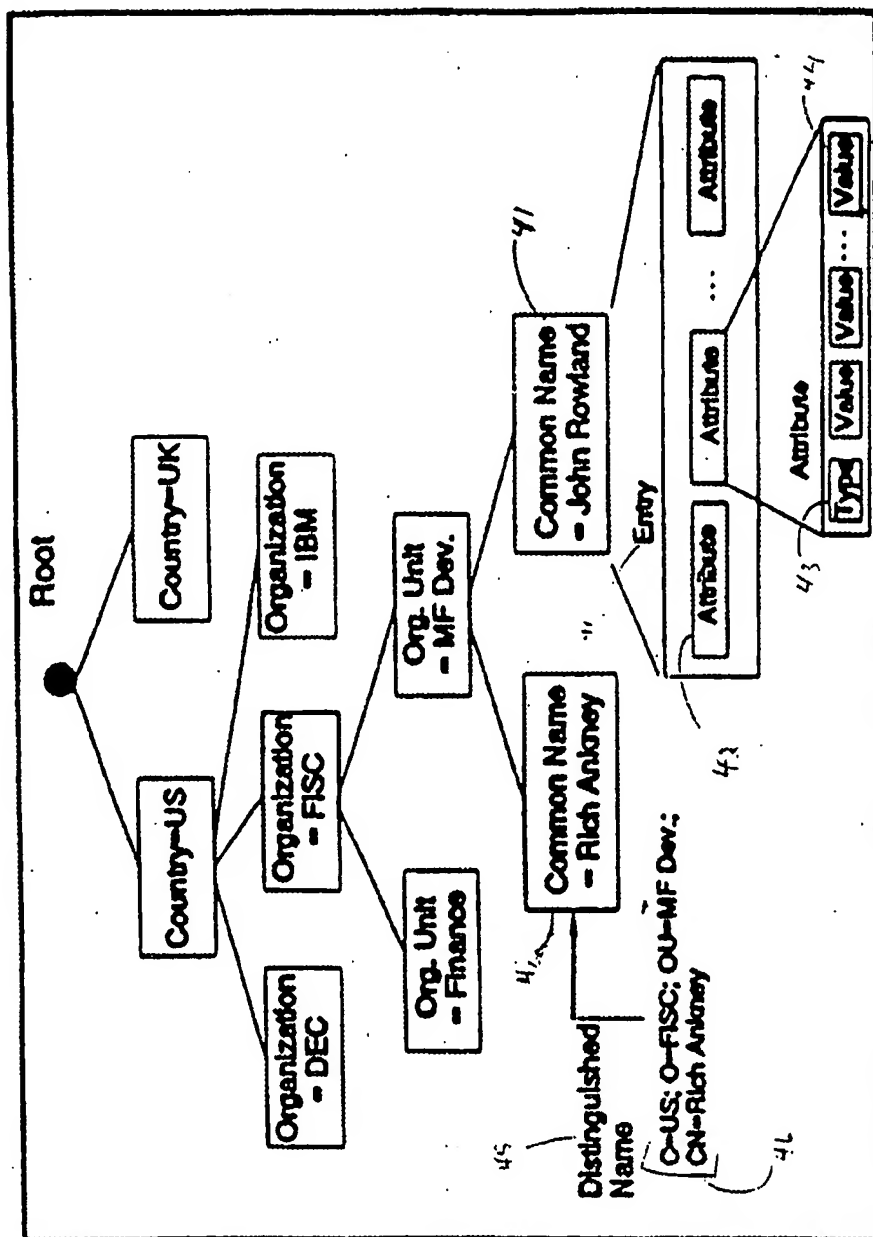 Root
Country=US
Country=UK
Organization
= DEC
Organization
= FISC
Organization
= IBM
Org. Unit
= Finance
Org. Unit
= MF Dev.
Common Name
= Rich Ankney
Common Name
= John Rowland
41
45
Distinguished
Name
C=US; O=FISC; OU=MF Dev.;
CN=Rich Ankney
46
Entry
42
Attribute
Attribute
...
Attribute
Attribute
43
44
Type
Value
Value
...
Value